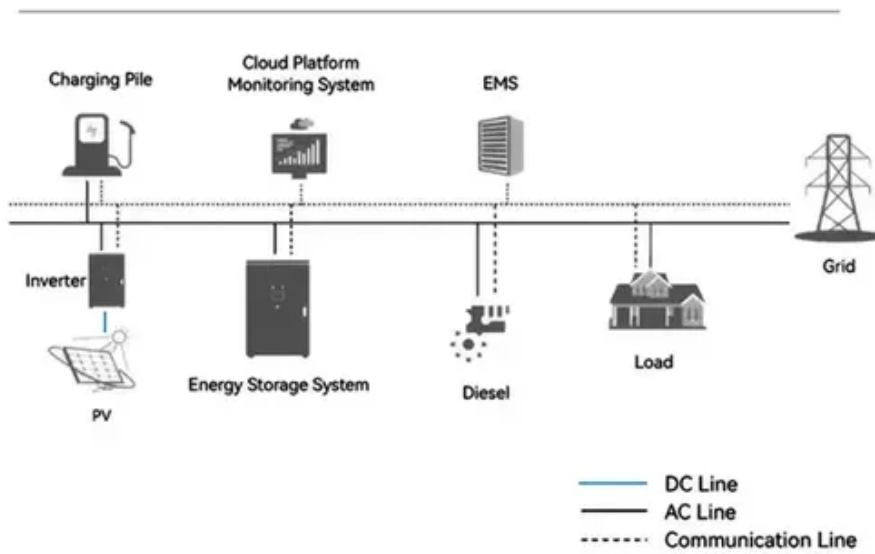 Charging Pile
Cloud Platform
Monitoring System
EMS
Grid
Inverter
Energy Storage System
Load
Diesel
PV
DC Line
AC Line
Communication Line